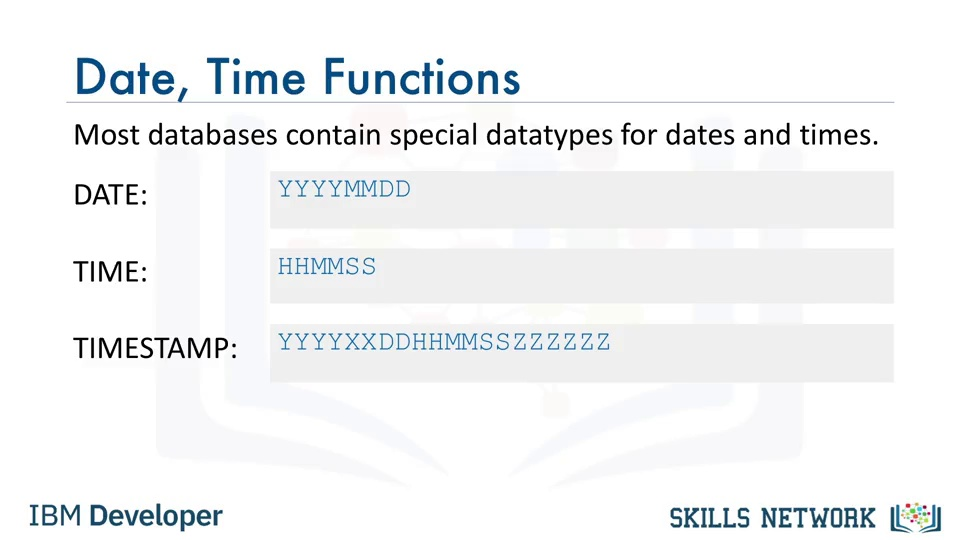 Date, Time Functions
Most databases contain special datatypes for dates and times.
DATE: YYYYMMDD
TIME: HHMMSS
TIMESTAMP: YYYYXXDDHHMMSSZZZZZZ
IBM Developer
SKILLS NETWORK